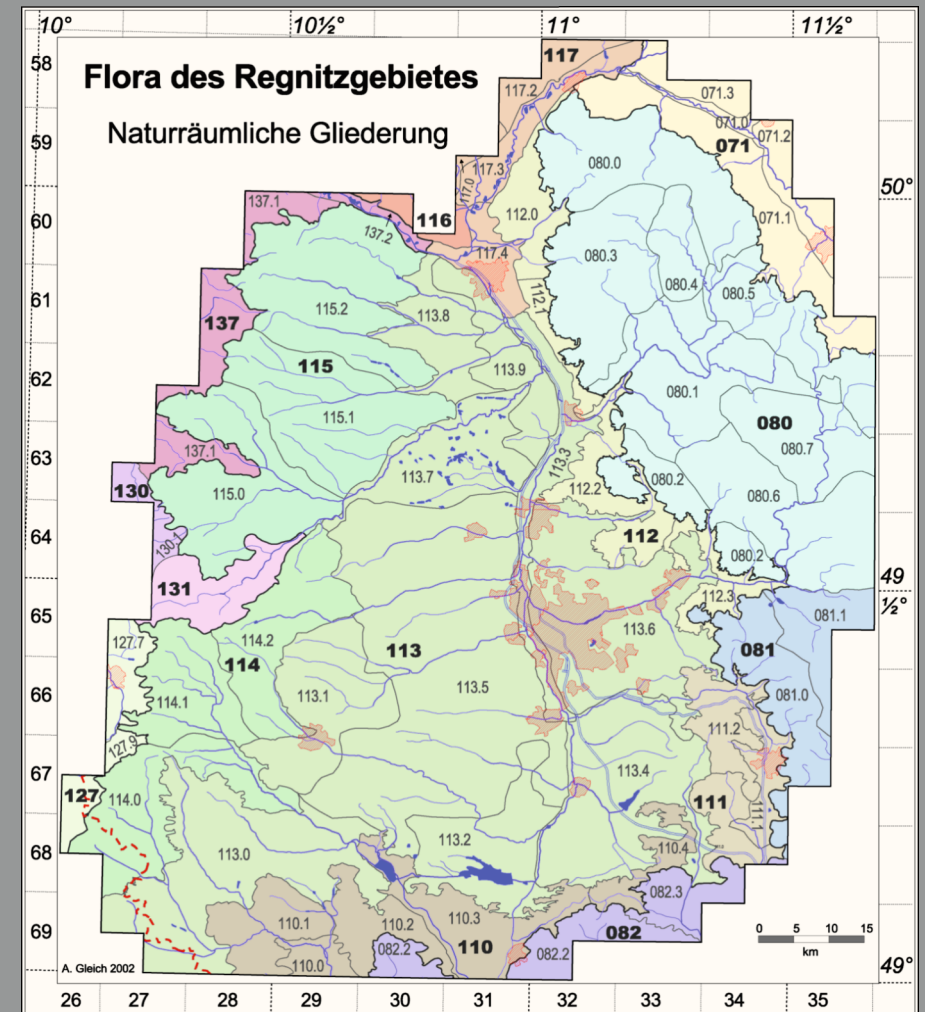 10° 10½° 11° 11½°
58 117
Flora des Regnitzgebietes
117.2 071.3
071.0
Naturräumliche Gliederung
59 071 071.2
080.0
117.3
117.0
50°
137.1 60 116 112.0 071.1
137.2
117.4 080.3
080.4 080.5
61 115.2 113.8 112.1
137
115 113.9
62 080.1
115.1 080
080.7
63 137.1 113.3
113.7 080.2
130 115.0 112.2 080.6
64 130.1 112
080.2
131 49
½°
112.3
65 081.1
127.7 114.2 113 113.6 081
114
66 114.1 113.1 113.5 081.0
127.9 111.2
67 113.4
127 114.0 111
111.1
68 113.0 113.2 110.4
082.3
110.1 110.2 110.3
69 082.2 110 082.2 082
110.0
0 5 10 15
km
A. Gleich 2002
49°
26 27 28 29 30 31 32 33 34 35